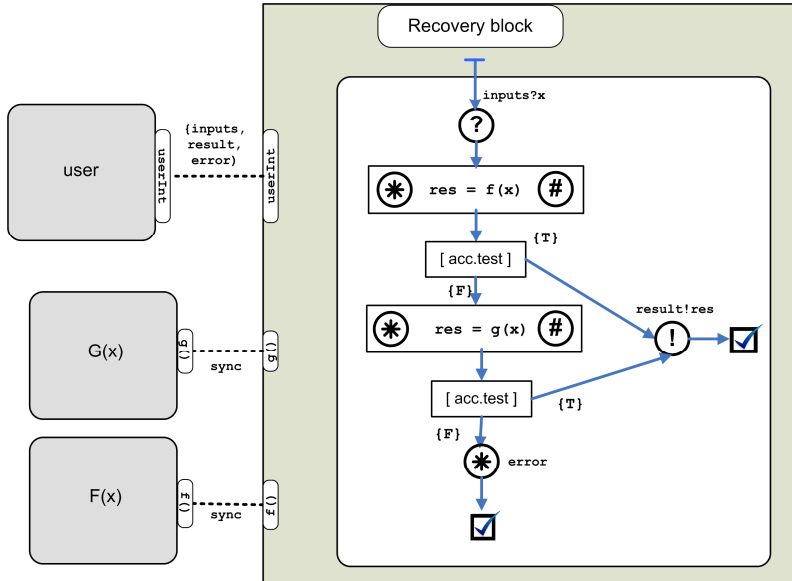 Recovery block
inputs?x
?
{inputs,
result,
error)
user
userInt
userInt
* res = f(x) #
{T}
[ acc.test ]
{F}
result!res
* res = g(x) #
!
G(x)
g()
sync
g()
[ acc.test ]
{T}
{F}
* error
F(x)
f()
sync
f()